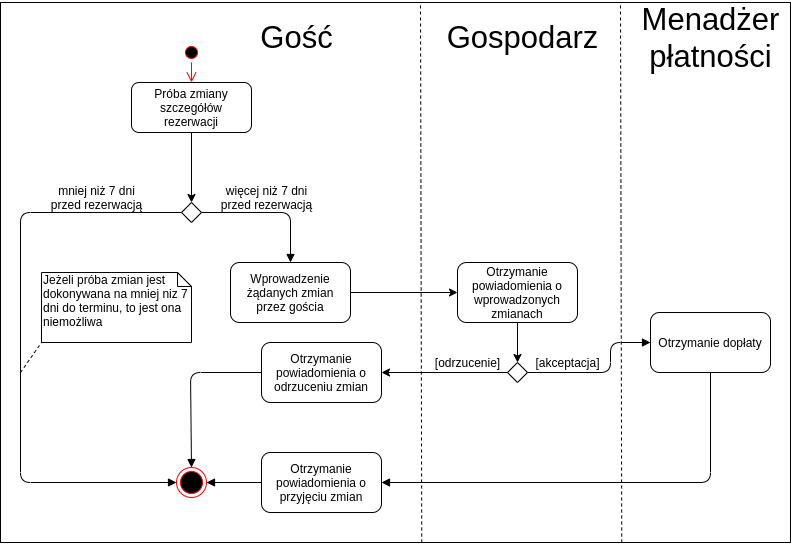 Gość
Gospodarz
Menadżer
płatności
Próba zmiany
szczegółów
rezerwacji
mniej niż 7 dni
przed rezerwacją
więcej niż 7 dni
przed rezerwacją
Jeżeli próba zmian jest
dokonywana na mniej niz 7
dni do terminu, to jest ona
niemożliwa
Wprowadzenie
żądanych zmian
przez gościa
Otrzymanie
powiadomienia o
wprowadzonych
zmianach
[odrzucenie]
[akceptacja]
Otrzymanie dopłaty
Otrzymanie
powiadomienia o
odrzuceniu zmian
Otrzymanie
powiadomienia o
przyjęciu zmian